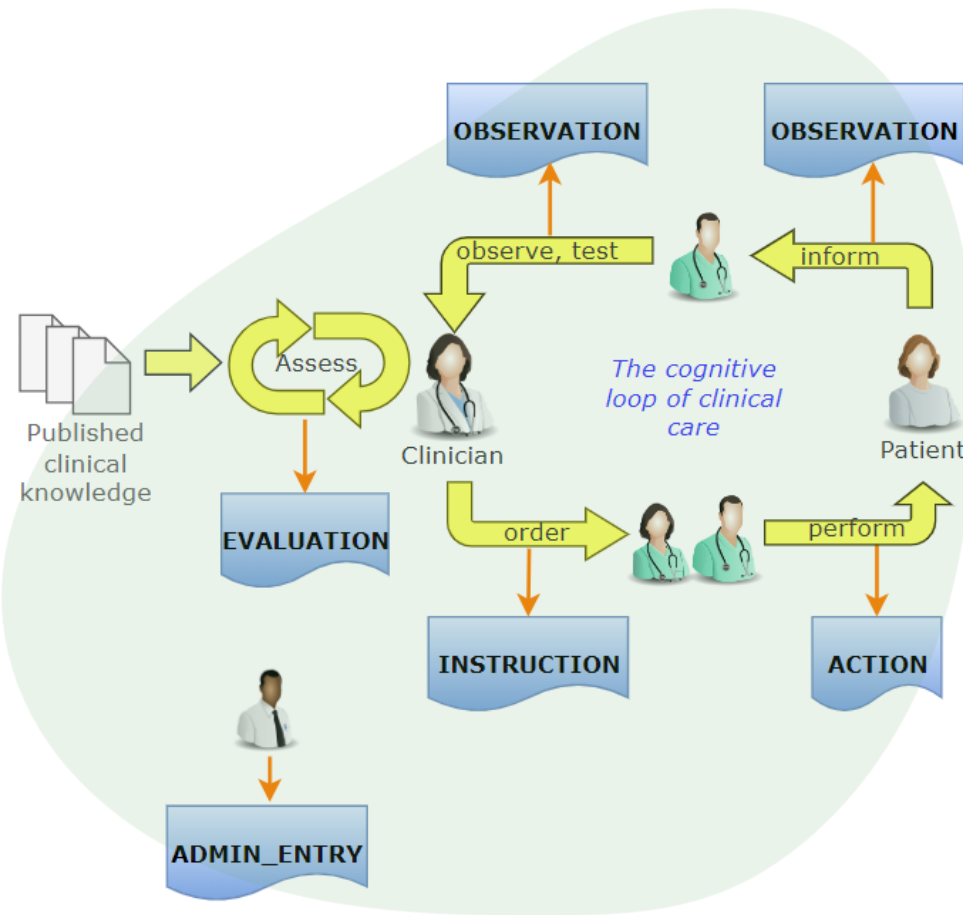 OBSERVATION
OBSERVATION
observe, test
inform
Assess
The cognitive
loop of clinical
care
Published
clinical
knowledge
Clinician
Patient
order
perform
EVALUATION
INSTRUCTION
ACTION
ADMIN_ENTRY